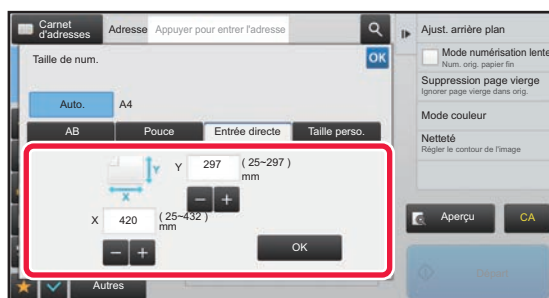 Carnet
d'adresses
Adresse
Appuyer pour entrer l'adresse
Taille de num.
OK
Auto.
A4
AB
Pouce
Entrée directe
Taille perso.
Y
X
Y
297
( 25~297 )
mm
X
420
( 25~432 )
mm
OK
Autres
Ajust. arrière plan
Mode numérisation lente
Num. orig. papier fin
Suppression page vierge
Ignorer page vierge dans orig.
Mode couleur
Netteté
Régler le contour de l'image
Aperçu
CA
Départ